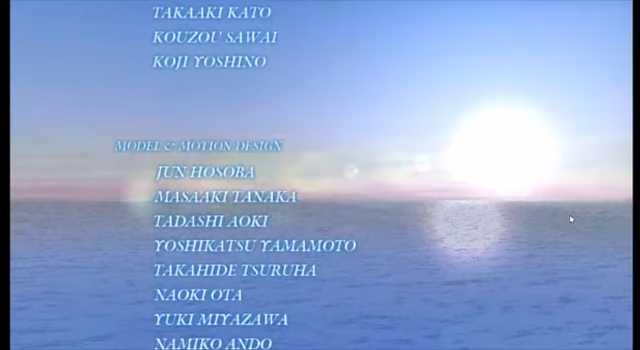 TAKAAKI KATO
KOUZOU SAWAI
KOJI YOSHINO
MODEL & MOTION DESIGN
JUN HOSOBA
MASAAKI TANAKA
TADASHI AOKI
YOSHIKATSU YAMAMOTO
TAKAHIDE TSURUHA
NAOKI OTA
YUKI MIYAZAWA
NAMIKO ANDO